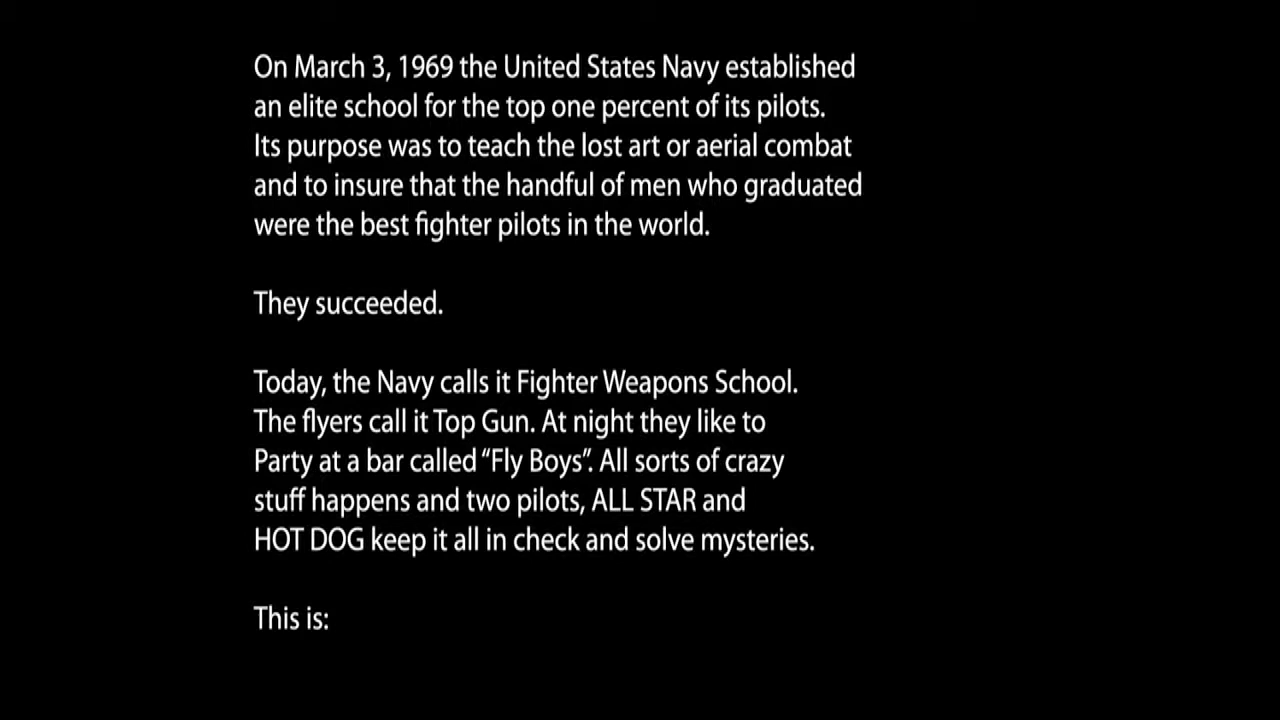 On March 3, 1969 the United States Navy established
an elite school for the top one percent of its pilots.
Its purpose was to teach the lost art or aerial combat
and to insure that the handful of men who graduated
were the best fighter pilots in the world.
They succeeded.
Today, the Navy calls it Fighter Weapons School.
The flyers call it Top Gun. At night they like to
Party at a bar called “Fly Boys”. All sorts of crazy
stuff happens and two pilots, ALL STAR and
HOT DOG keep it all in check and solve mysteries.
This is: